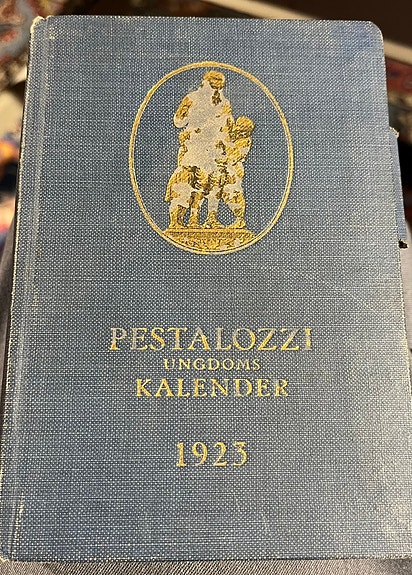 PESTALOZZI
UNGDOMS
KALENDER
1923